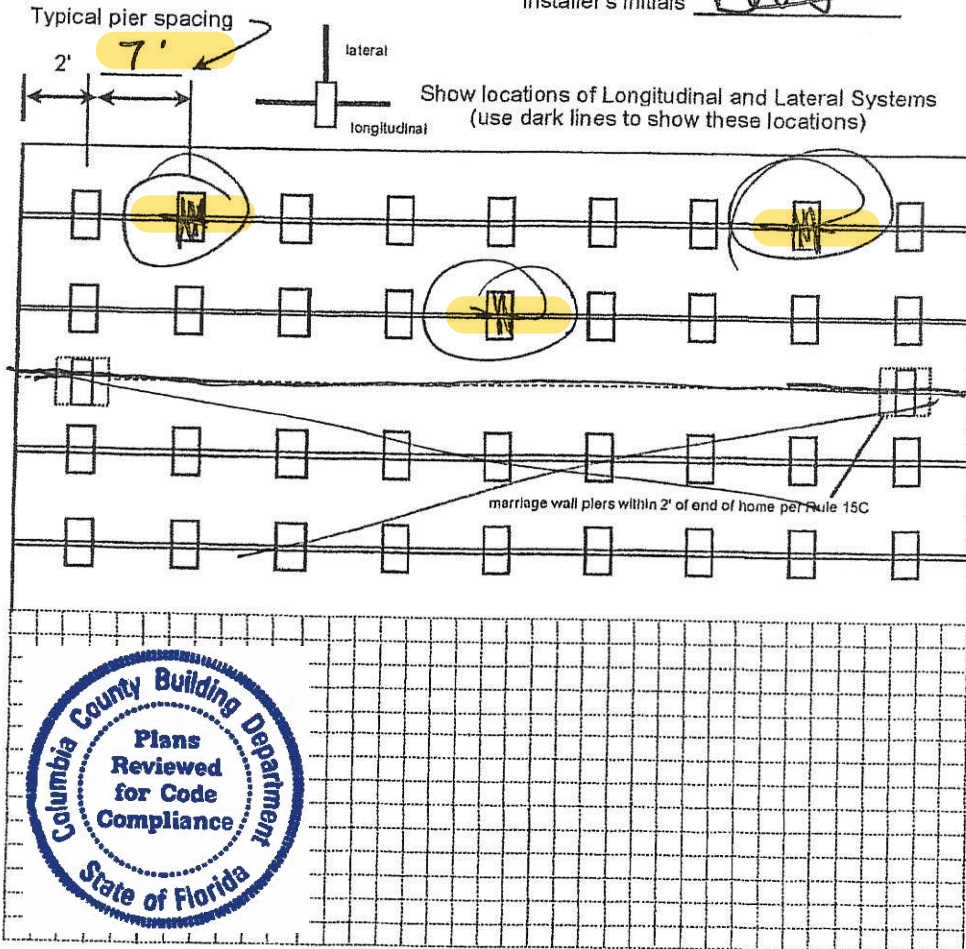 Installer's initials
Typical pier spacing
7'
2'
lateral
longitudinal
Show locations of Longitudinal and Lateral Systems
(use dark lines to show these locations)
marriage wall piers within 2' of end of home per Rule 15C
Columbia County Building Department
Plans
Reviewed
for Code
Compliance
State of Florida